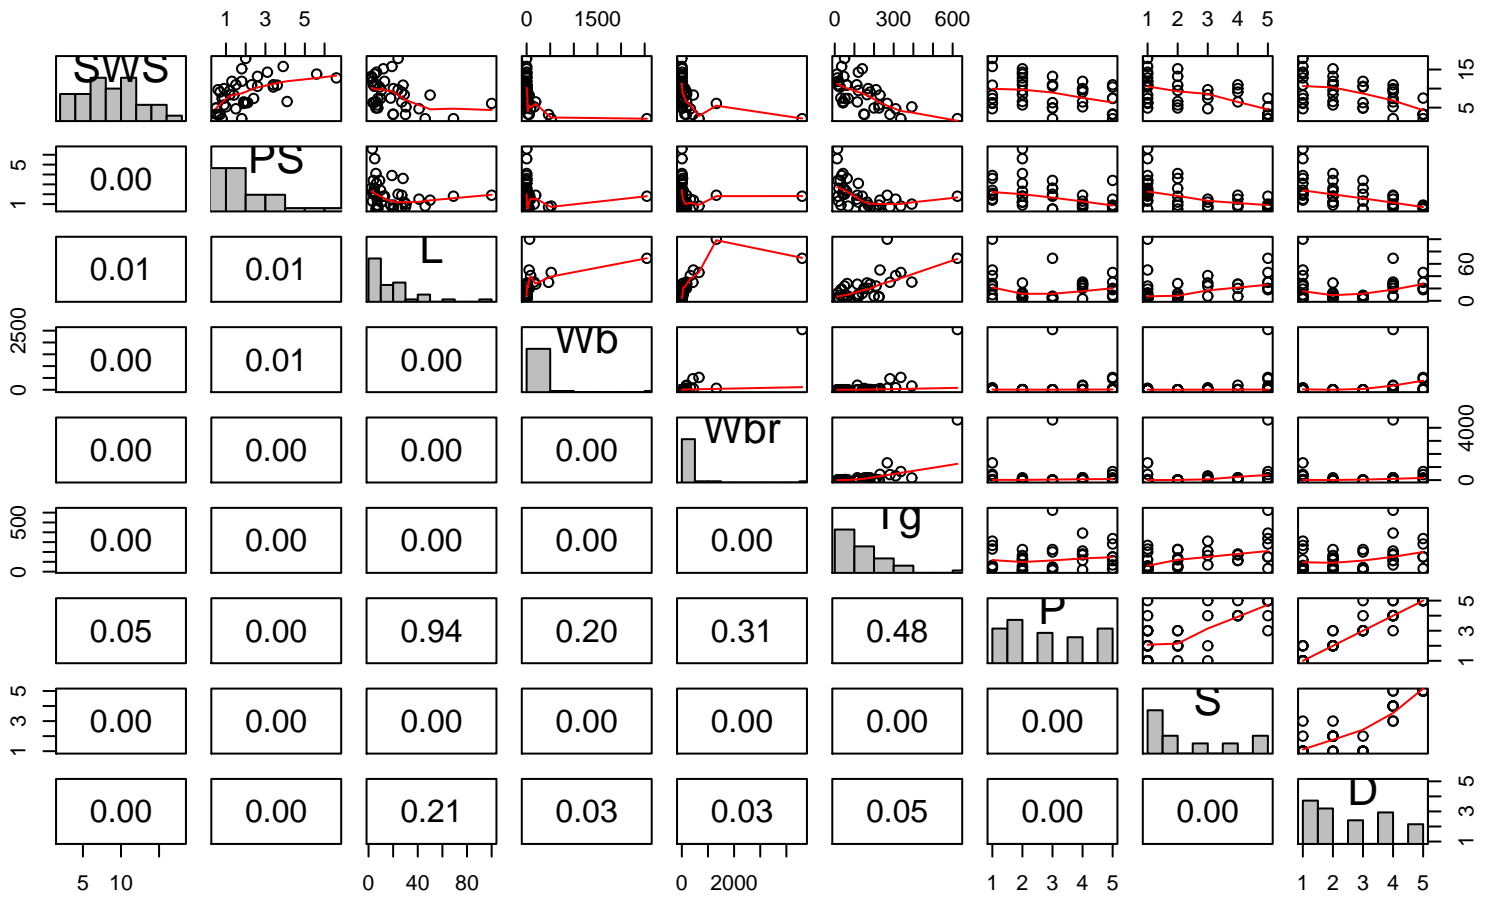 1 3 5 0 1500 0 300 600 1 2 3 4 5
SWS 5 15
1 5 0.00 PS
0.01 0.01 L 0 60
0 2500 0.00 0.01 0.00 Wb
0.00 0.00 0.00 0.00 Wbr 0 4000
0 500 0.00 0.00 0.00 0.00 0.00 Tg
0.05 0.00 0.94 0.20 0.31 0.48 P 1 3 5
1 3 5 0.00 0.00 0.00 0.00 0.00 0.00 0.00 S
0.00 0.00 0.21 0.03 0.03 0.05 0.00 0.00 D 1 3 5
5 10 0 40 80 0 2000 1 2 3 4 5 1 2 3 4 5